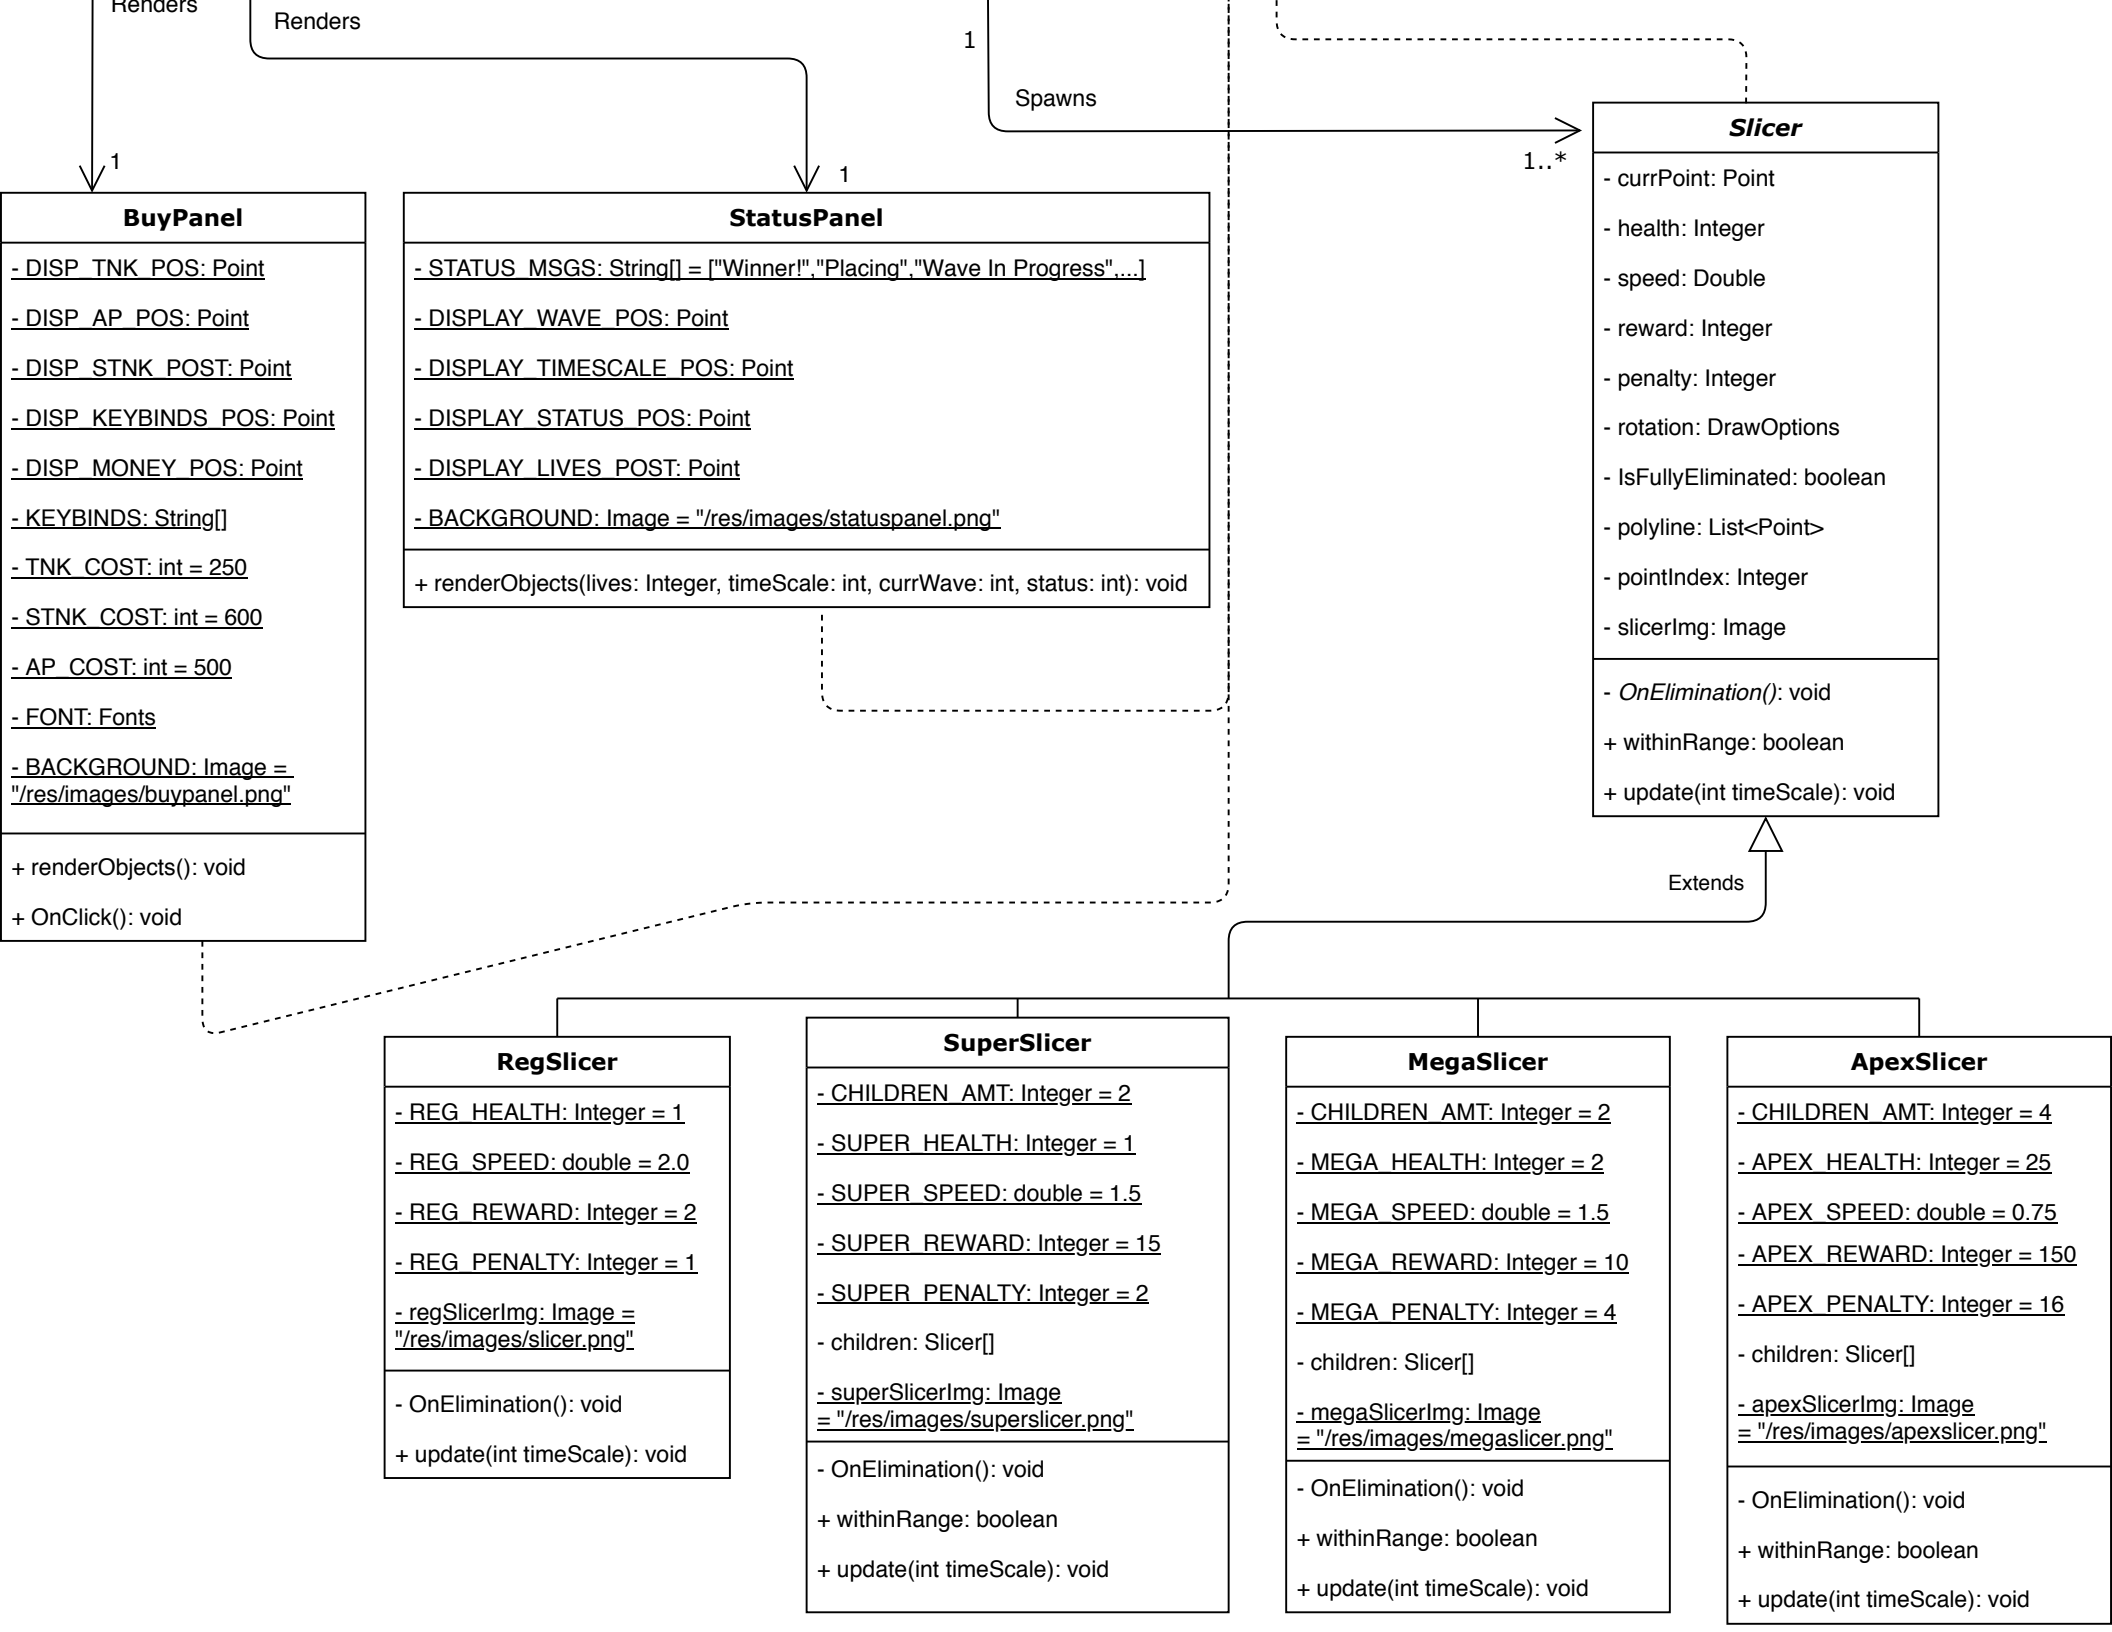 Renders
Renders
1
Spawns
1
1
1..*
BuyPanel
- DISP_TNK_POS: Point
- DISP_AP_POS: Point
- DISP_STNK_POST: Point
- DISP_KEYBINDS_POS: Point
- DISP_MONEY_POS: Point
- KEYBINDS: String[]
- TNK_COST: int = 250
- STNK_COST: int = 600
- AP_COST: int = 500
- FONT: Fonts
- BACKGROUND: Image =
"/res/images/buypanel.png"
+ renderObjects(): void
+ OnClick(): void
StatusPanel
- STATUS_MSGS: String[] = ["Winner!","Placing","Wave In Progress",...]
- DISPLAY_WAVE_POS: Point
- DISPLAY_TIMESCALE_POS: Point
- DISPLAY_STATUS_POS: Point
- DISPLAY_LIVES_POST: Point
- BACKGROUND: Image = "/res/images/statuspanel.png"
+ renderObjects(lives: Integer, timeScale: int, currWave: int, status: int): void
Slicer
- currPoint: Point
- health: Integer
- speed: Double
- reward: Integer
- penalty: Integer
- rotation: DrawOptions
- IsFullyEliminated: boolean
- polyline: List<Point>
- pointIndex: Integer
- slicerImg: Image
- OnElimination(): void
+ withinRange: boolean
+ update(int timeScale): void
Extends
RegSlicer
- REG_HEALTH: Integer = 1
- REG_SPEED: double = 2.0
- REG_REWARD: Integer = 2
- REG_PENALTY: Integer = 1
- regSlicerImg: Image =
"/res/images/slicer.png"
- OnElimination(): void
+ update(int timeScale): void
SuperSlicer
- CHILDREN_AMT: Integer = 2
- SUPER_HEALTH: Integer = 1
- SUPER_SPEED: double = 1.5
- SUPER_REWARD: Integer = 15
- SUPER_PENALTY: Integer = 2
- children: Slicer[]
- superSlicerImg: Image
= "/res/images/superslicer.png"
- OnElimination(): void
+ withinRange: boolean
+ update(int timeScale): void
MegaSlicer
- CHILDREN_AMT: Integer = 2
- MEGA_HEALTH: Integer = 2
- MEGA_SPEED: double = 1.5
- MEGA_REWARD: Integer = 10
- MEGA_PENALTY: Integer = 4
- children: Slicer[]
- megaSlicerImg: Image
= "/res/images/megaslicer.png"
- OnElimination(): void
+ withinRange: boolean
+ update(int timeScale): void
ApexSlicer
- CHILDREN_AMT: Integer = 4
- APEX_HEALTH: Integer = 25
- APEX_SPEED: double = 0.75
- APEX_REWARD: Integer = 150
- APEX_PENALTY: Integer = 16
- children: Slicer[]
- apexSlicerImg: Image
= "/res/images/apexslicer.png"
- OnElimination(): void
+ withinRange: boolean
+ update(int timeScale): void